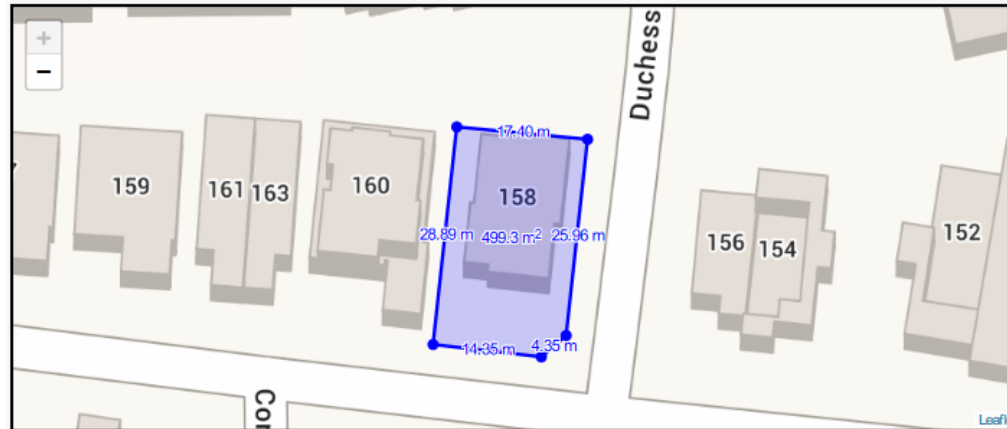 +
−
Duchess
17.40 m
159
161
163
160
158
28.89 m
499.3 m²
25.96 m
156
154
152
14.35 m
4.35 m
Cor
Leafl